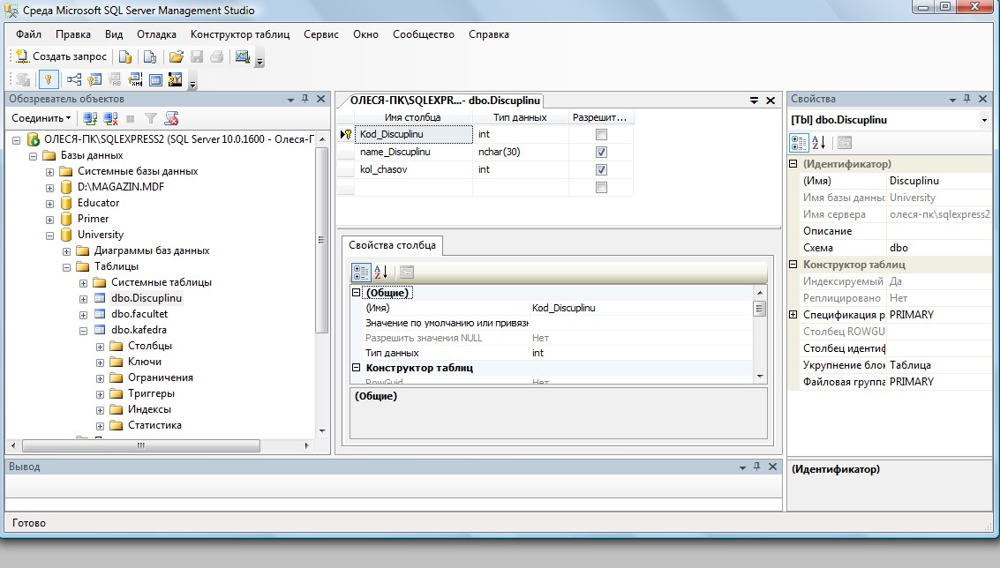 Среда Microsoft SQL Server Management Studio
Файл Правка Вид Отладка Конструктор таблиц Сервис Окно Сообщество Справка
Создать запрос
Обозреватель объектов
Соединить
ОЛЕСЯ-ПК\SQLEXPRESS2 (SQL Server 10.0.1600 - Олеся-Г
Базы данных
Системные базы данных
D:\MAGAZIN.MDF
Educator
Primer
University
Диаграммы баз данных
Таблицы
Системные таблицы
dbo.Discuplinu
dbo.facultet
dbo.kafedra
Столбцы
Ключи
Ограничения
Триггеры
Индексы
Статистика
ОЛЕСЯ-ПК\SQLEXPR...- dbo.Discuplinu
Имя столбца Тип данных Разрешит...
Kod_Discuplinu int
name_Discuplinu nchar(30)
kol_chasov int
Свойства столбца
(Общие)
(Имя) Kod_Discuplinu
Значение по умолчанию или привязк
Разрешить значения NULL Нет
Тип данных int
Конструктор таблиц
RowGuid Нет
(Общие)
Свойства
[Tbl] dbo.Discuplinu
(Идентификатор)
(Имя) Discuplinu
Имя базы данны University
Имя сервера олеся-пк\sqlexpress2
Описание
Схема dbo
Конструктор таблиц
Индексируемый Да
Реплицировано Нет
Спецификация р PRIMARY
Столбец ROWGU
Столбец идентиф
Укрупнение блок Таблица
Файловая группа PRIMARY
(Идентификатор)
Вывод
Готово